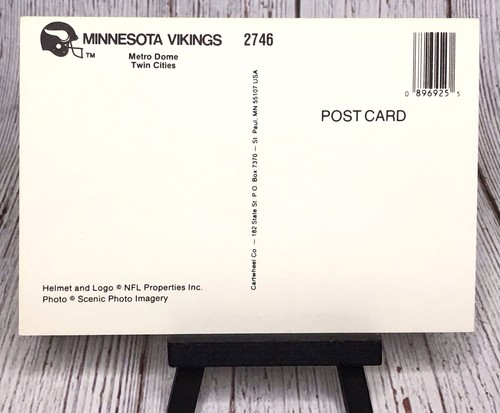 MINNESOTA VIKINGS 2746
TM
Metro Dome
Twin Cities
0 896925 5
POST CARD
Cartwheel Co. — 182 State St. P.O. Box 7370 — St. Paul, MN 55107 USA
Helmet and Logo © NFL Properties Inc.
Photo © Scenic Photo Imagery